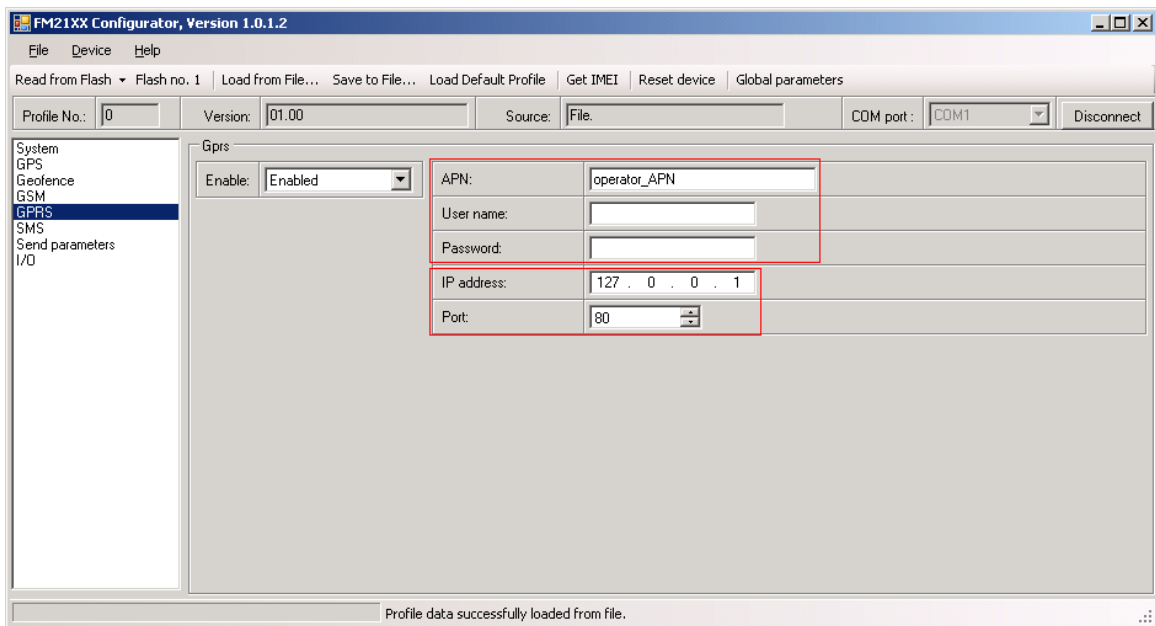 FM21XX Configurator, Version 1.0.1.2
File Device Help
Read from Flash Flash no. 1 Load from File... Save to File... Load Default Profile Get IMEI Reset device Global parameters
Profile No.: 0 Version: 01.00 Source: File. COM port : COM1 Disconnect
System
GPS
Geofence
GSM
GPRS
SMS
Send parameters
I/O
Gprs
Enable: Enabled
APN: operator_APN
User name:
Password:
IP address: 127 . 0 . 0 . 1
Port: 80
Profile data successfully loaded from file.